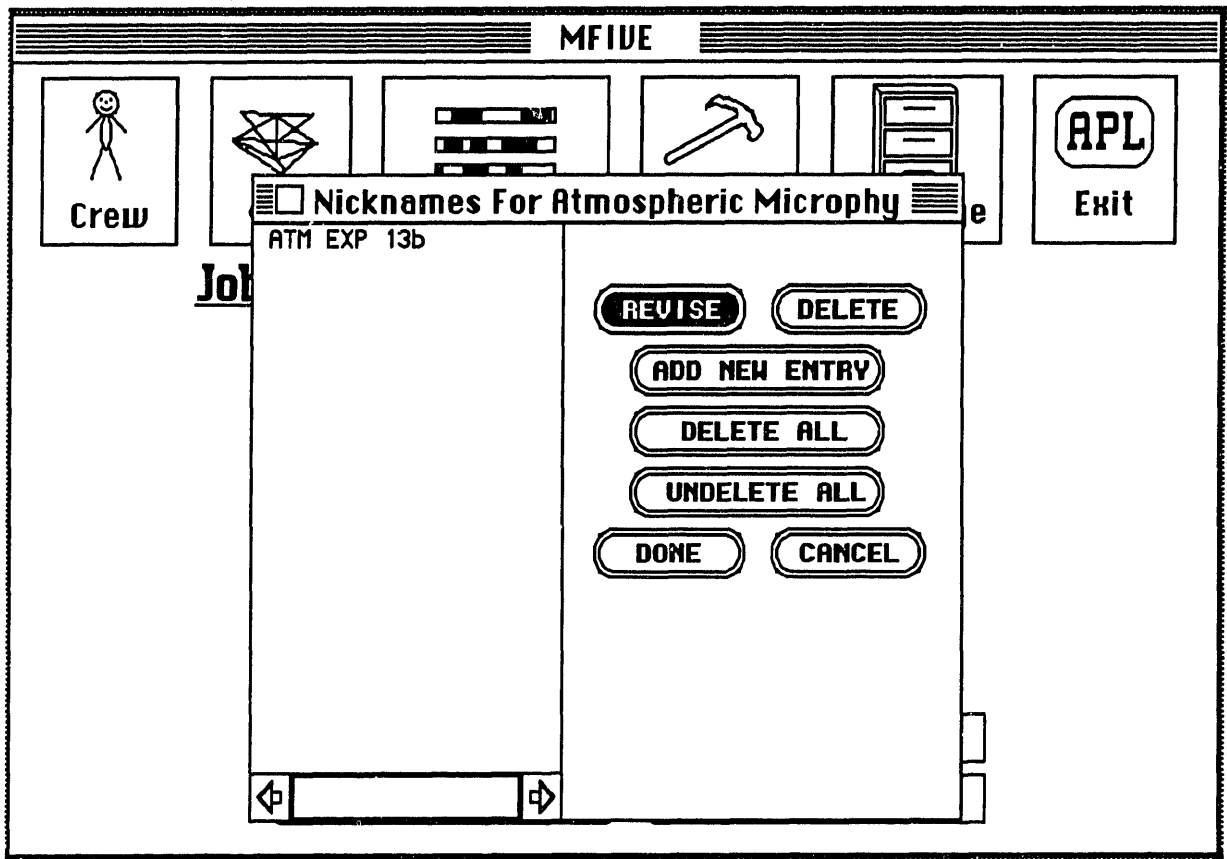 MFIVE
APL
Crew
Exit
Nicknames For Atmospheric Microphy
ATM EXP 13b
REVISE
DELETE
ADD NEW ENTRY
DELETE ALL
UNDELETE ALL
DONE
CANCEL